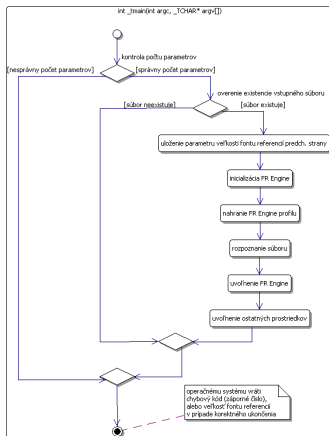 int _tmain(int argc, _TCHAR* argv[])
kontrola počtu parametrov
[nesprávny počet parametrov]
[správny počet parametrov]
overenie existencie vstupného súboru
[súbor neexistuje]
[súbor existuje]
uloženie parametru veľkosti fontu referencií predch. strany
inicializácia FR Engine
nahranie FR Engine profilu
rozpoznanie súboru
uvoľnenie FR Engine
uvoľnenie ostatných prostriedkov
operačnému systému vráti
chybový kód (záporné číslo),
alebo veľkosť fontu referencií
v prípade korektného ukončenia